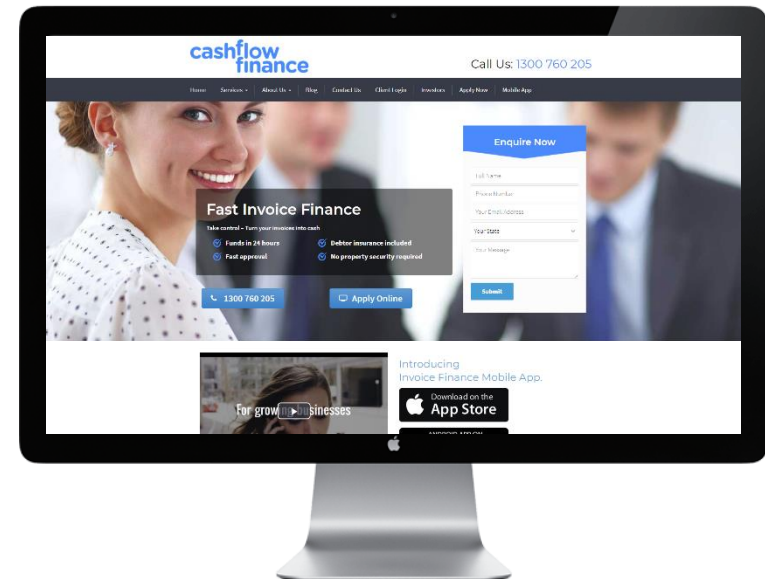 cashflow
finance
Call Us: 1300 760 205
Home Services About Us Blog Contact Us Client Login Investors Apply Now Mobile App
Enquire Now
Full Name
Phone Number
Your Email Address
Your State
Your Message
Submit
Fast Invoice Finance
Take control – Turn your invoices into cash
Funds in 24 hours Debtor insurance included
Fast approval No property security required
1300 760 205 Apply Online
For growing businesses
Introducing
Invoice Finance Mobile App.
Download on the
App Store